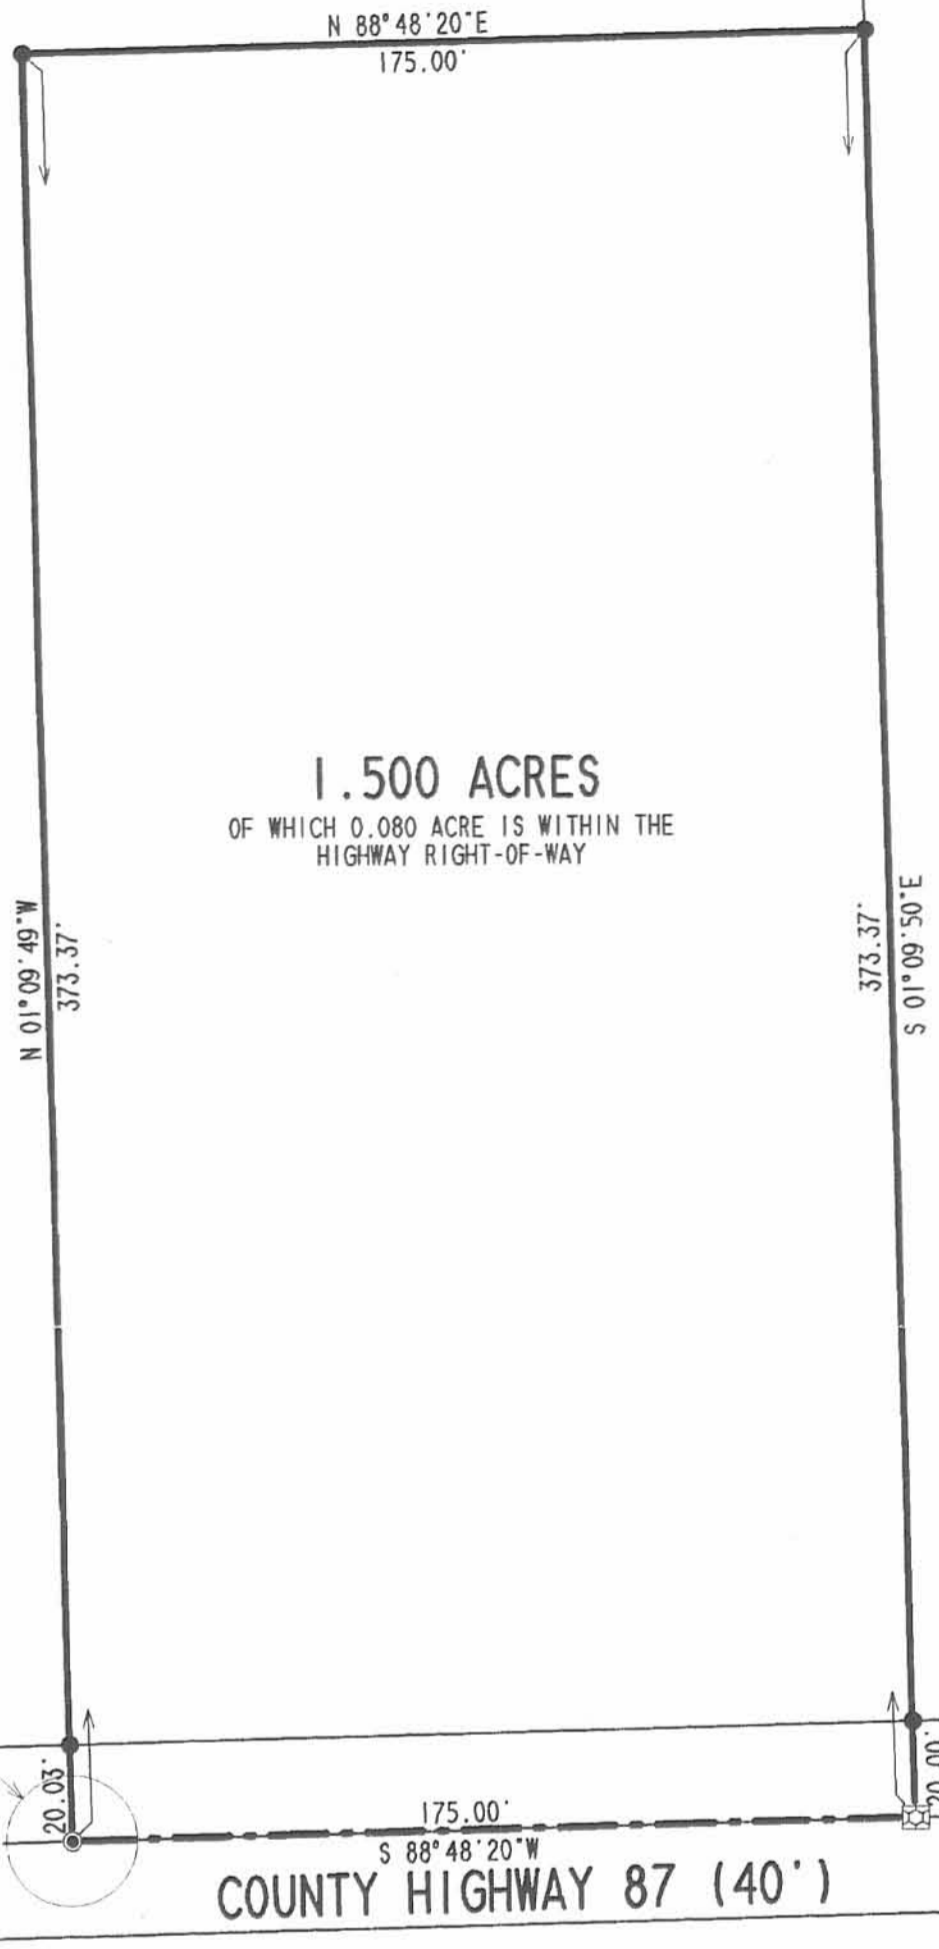 N 88°48'20"E
175.00'
1.500 ACRES
OF WHICH 0.080 ACRE IS WITHIN THE
HIGHWAY RIGHT-OF-WAY
N 01°09'49"W
373.37'
373.37'
S 01°09'50"E
20.03'
20.00'
175.00'
S 88°48'20"W
COUNTY HIGHWAY 87 (40')